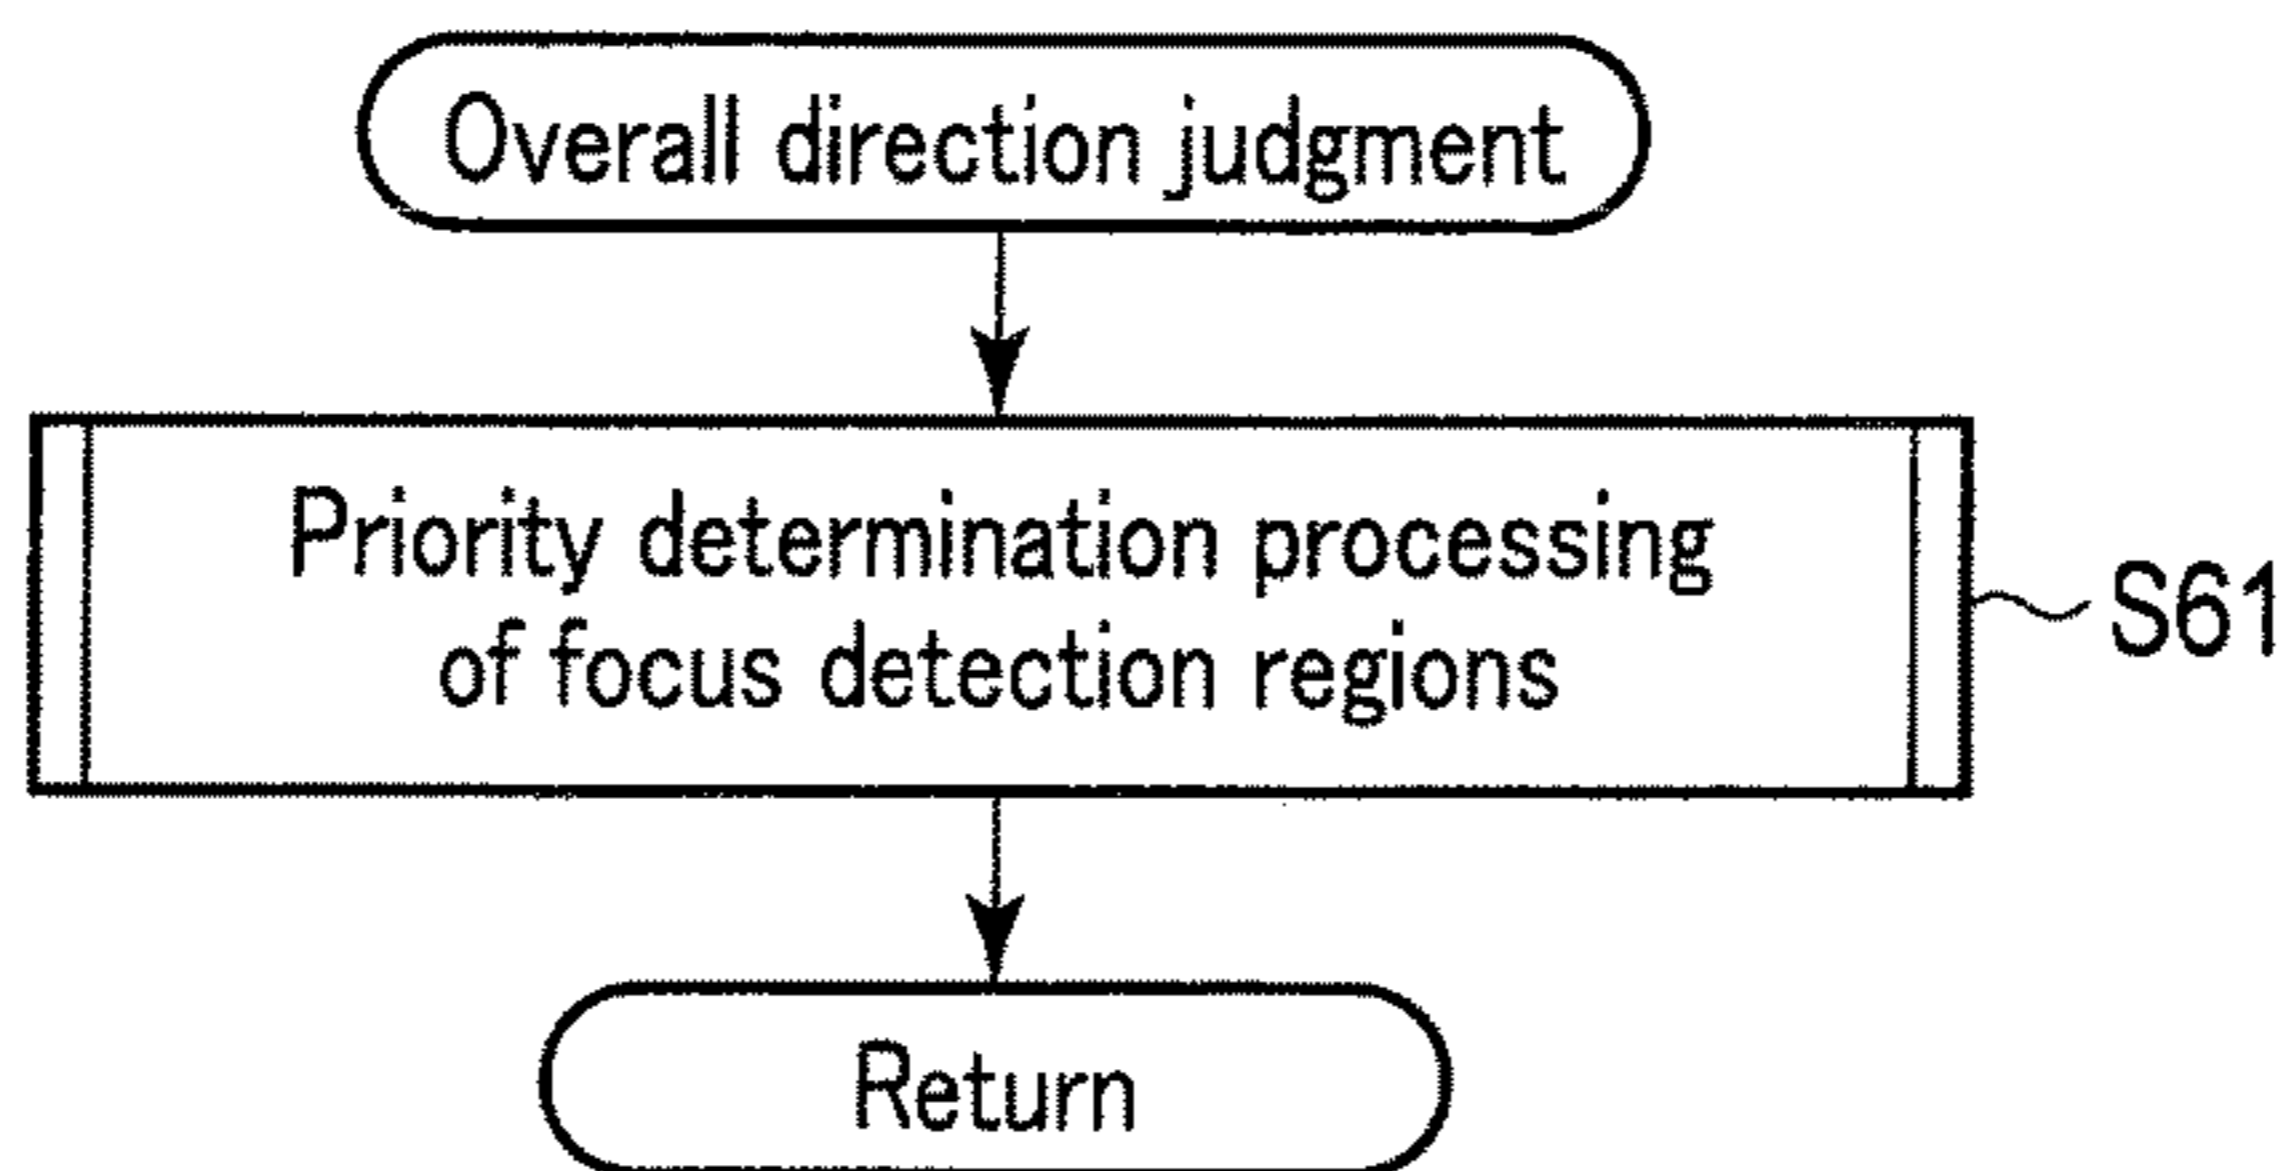 Overall direction judgment
Priority determination processing
of focus detection regions
S61
Return